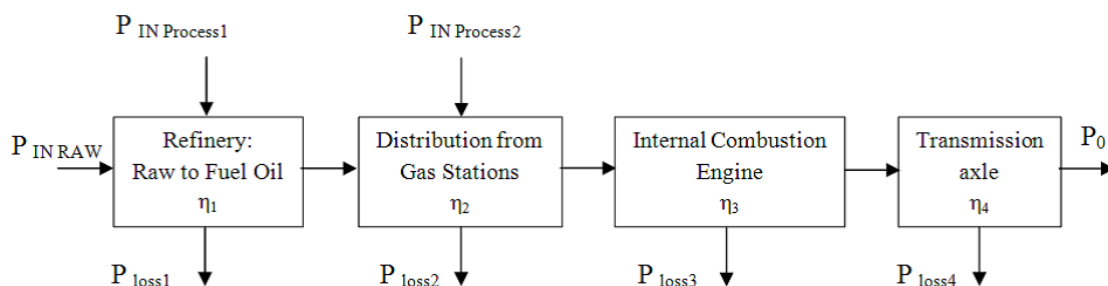 P IN Process1
P IN Process2
P IN RAW
Refinery:
Raw to Fuel Oil
η1
Distribution from
Gas Stations
η2
Internal Combustion
Engine
η3
Transmission
axle
η4
P0
P loss1
P loss2
P loss3
P loss4